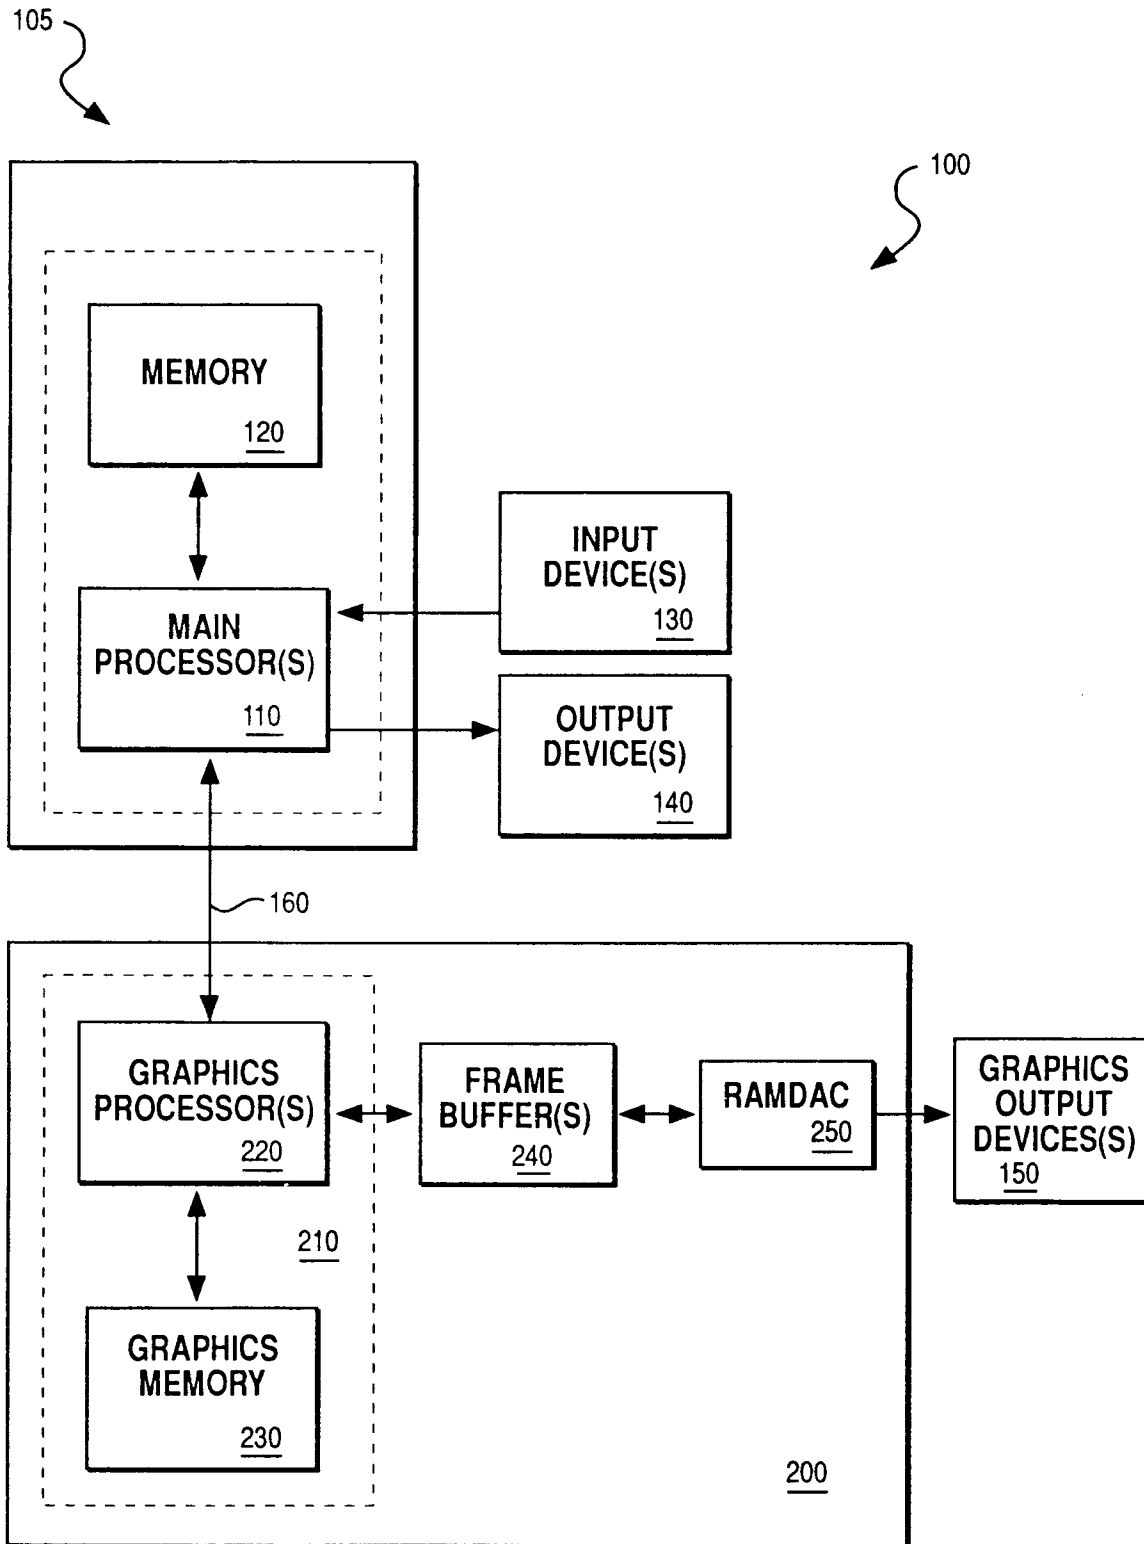 105
100
MEMORY
120
INPUT
DEVICE(S)
130
MAIN
PROCESSOR(S)
110
OUTPUT
DEVICE(S)
140
160
GRAPHICS
PROCESSOR(S)
220
FRAME
BUFFER(S)
240
RAMDAC
250
GRAPHICS
OUTPUT
DEVICES(S)
150
210
GRAPHICS
MEMORY
230
200